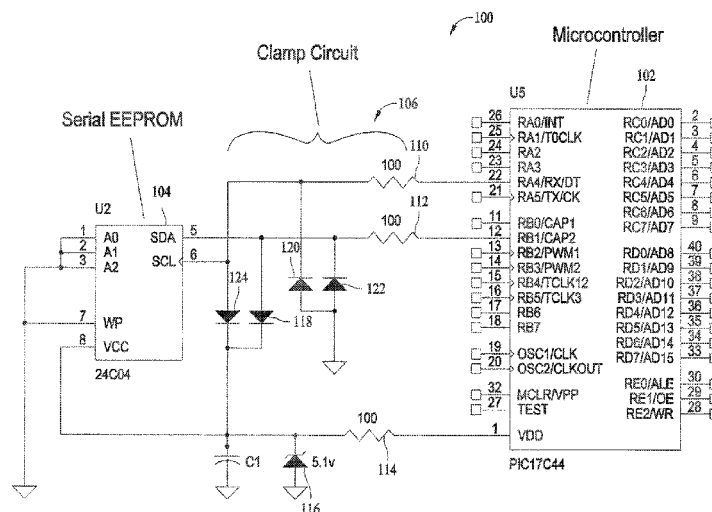 100
Clamp Circuit
Microcontroller
106
U5
102
Serial EEPROM
110
104
U2
100
112
100
1 A0 SDA 5
2 A1 SCL 6
3 A2
7 WP
8 VCC
24C04
124
118
120
122
C1
5.1v
116
100
114
26 RA0/INT
25 RA1/T0CLK
24 RA2
23 RA3
22 RA4/RX/DT
21 RA5/TX/CK
11 RB0/CAP1
12 RB1/CAP2
13 RB2/PWM1
14 RB3/PWM2
15 RB4/TCLK12
16 RB5/TCLK3
17 RB6
18 RB7
19 OSC1/CLK
20 OSC2/CLKOUT
32 MCLR/VPP
27 TEST
1 VDD
RC0/AD0 2
RC1/AD1 3
RC2/AD2 4
RC3/AD3 5
RC4/AD4 6
RC5/AD5 7
RC6/AD6 8
RC7/AD7 9
RD0/AD8 40
RD1/AD9 39
RD2/AD10 38
RD3/AD11 37
RD4/AD12 36
RD5/AD13 35
RD6/AD14 34
RD7/AD15 33
RE0/ALE 30
RE1/OE 29
RE2/WR 28
PIC17C44